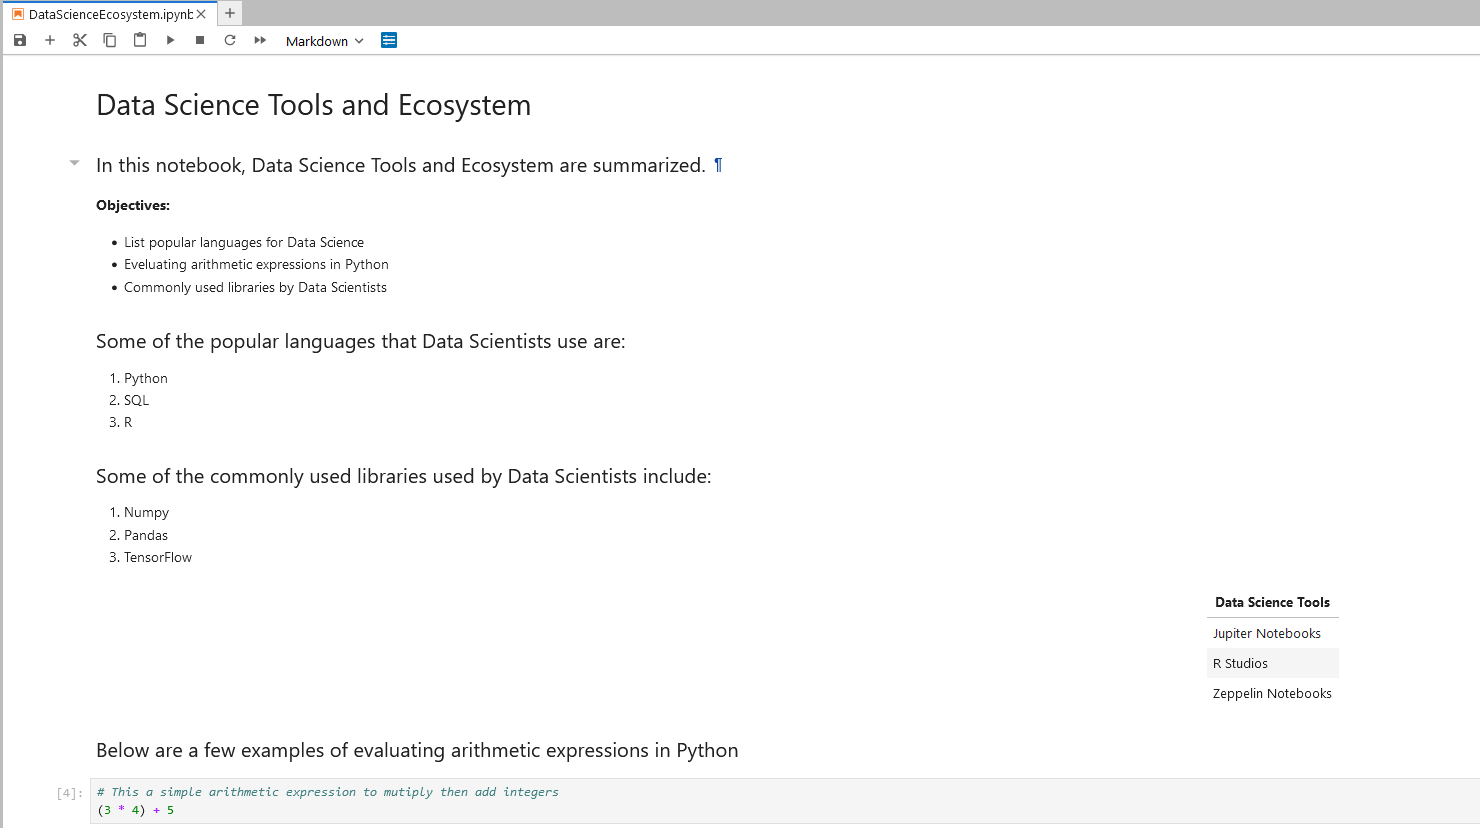 DataScienceEcosystem.ipynb
Markdown
Data Science Tools and Ecosystem
In this notebook, Data Science Tools and Ecosystem are summarized. ¶
Objectives:
• List popular languages for Data Science
• Eveluating arithmetic expressions in Python
• Commonly used libraries by Data Scientists
Some of the popular languages that Data Scientists use are:
1. Python
2. SQL
3. R
Some of the commonly used libraries used by Data Scientists include:
1. Numpy
2. Pandas
3. TensorFlow
Data Science Tools
Jupiter Notebooks
R Studios
Zeppelin Notebooks
Below are a few examples of evaluating arithmetic expressions in Python
[4]: # This a simple arithmetic expression to mutiply then add integers
(3 * 4) + 5